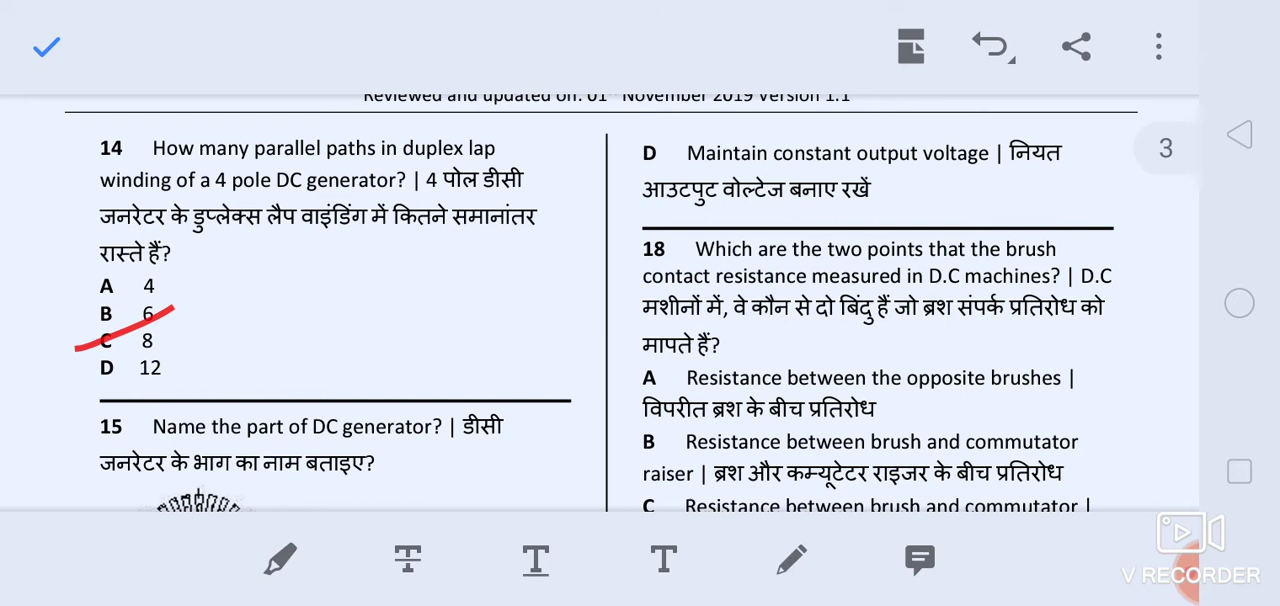 Reviewed and updated on: 01 November 2019 Version 1.1
3
14 How many parallel paths in duplex lap
winding of a 4 pole DC generator? | 4 पोल डीसी
जनरेटर के डुप्लेक्स लैप वाइंडिंग में कितने समानांतर
रास्ते हैं?
A 4
B 6
C 8
D 12
15 Name the part of DC generator? | डीसी
जनरेटर के भाग का नाम बताइए?
D Maintain constant output voltage | नियत
आउटपुट वोल्टेज बनाए रखें
18 Which are the two points that the brush
contact resistance measured in D.C machines? | D.C
मशीनों में, वे कौन से दो बिंदु हैं जो ब्रश संपर्क प्रतिरोध को
मापते हैं?
A Resistance between the opposite brushes |
विपरीत ब्रश के बीच प्रतिरोध
B Resistance between brush and commutator
raiser | ब्रश और कम्यूटेटर राइजर के बीच प्रतिरोध
C Resistance between brush and commutator |
V RECORDER